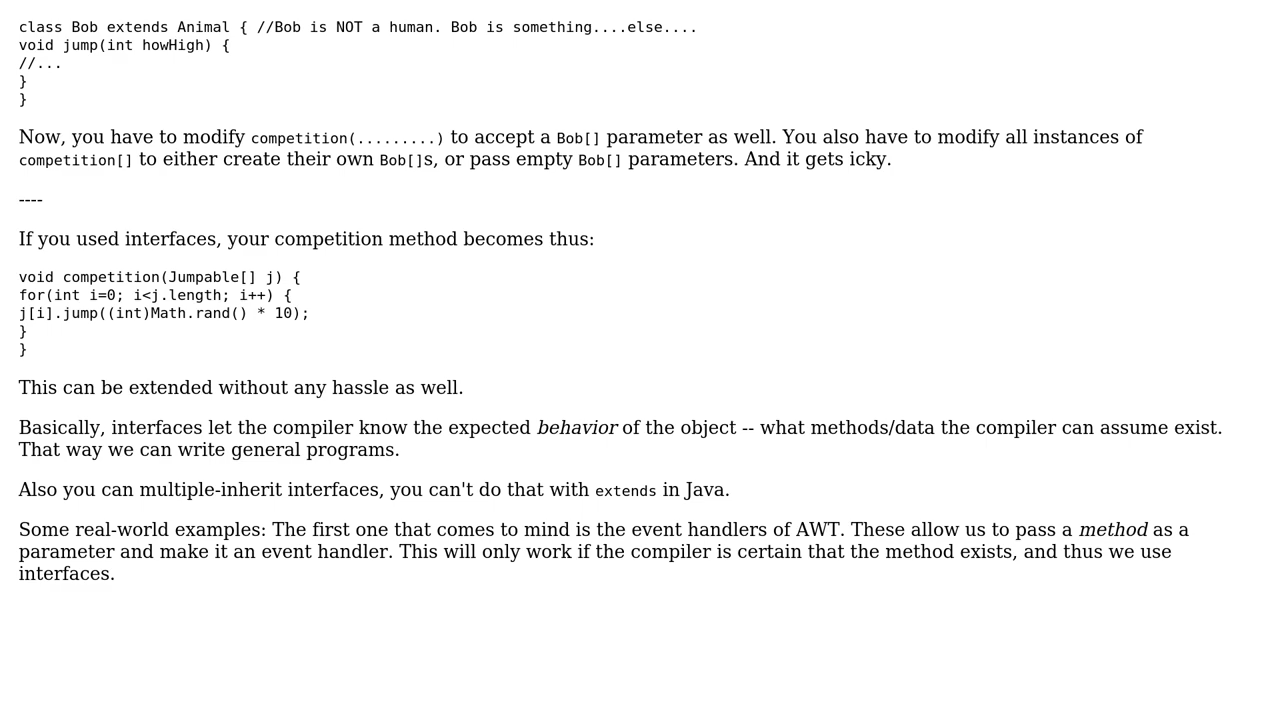 class Bob extends Animal { //Bob is NOT a human. Bob is something....else....
void jump(int howHigh) {
//...
}
}
Now, you have to modify competition(.........) to accept a Bob[] parameter as well. You also have to modify all instances of
competition[] to either create their own Bob[]s, or pass empty Bob[] parameters. And it gets icky.
----
If you used interfaces, your competition method becomes thus:
void competition(Jumpable[] j) {
for(int i=0; i<j.length; i++) {
j[i].jump((int)Math.rand() * 10);
}
}
This can be extended without any hassle as well.
Basically, interfaces let the compiler know the expected behavior of the object -- what methods/data the compiler can assume exist.
That way we can write general programs.
Also you can multiple-inherit interfaces, you can't do that with extends in Java.
Some real-world examples: The first one that comes to mind is the event handlers of AWT. These allow us to pass a method as a
parameter and make it an event handler. This will only work if the compiler is certain that the method exists, and thus we use
interfaces.